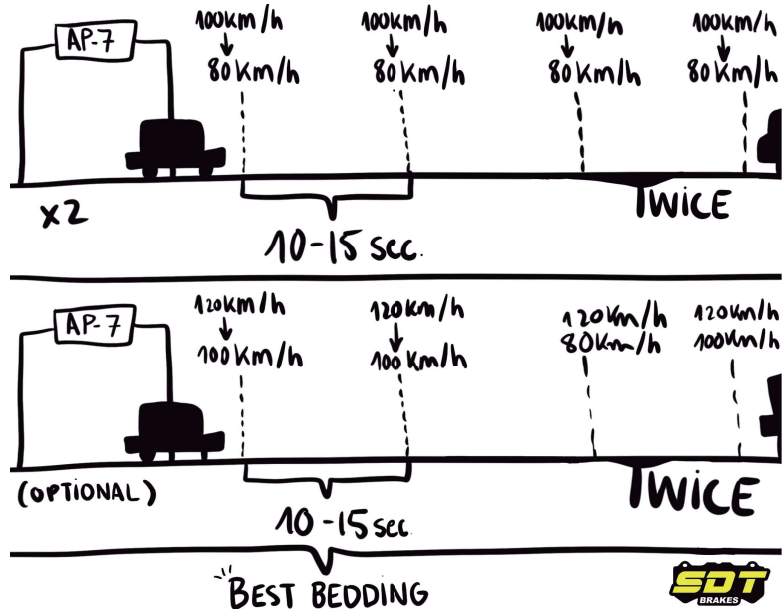 AP-7
100km/h 100km/h 100km/h 100km/h
80Km/h 80Km/h 80Km/h 80Km/h
x2
TWiCE
10-15 sec.
AP-7
120km/h 120km/h 120Km/h 120Km/h
100Km/h 100Km/h 80Km/h 100Km/h
(OPTiONAL)
TWiCE
10-15 sec.
BEST BEDDING
SDT
BRAKES